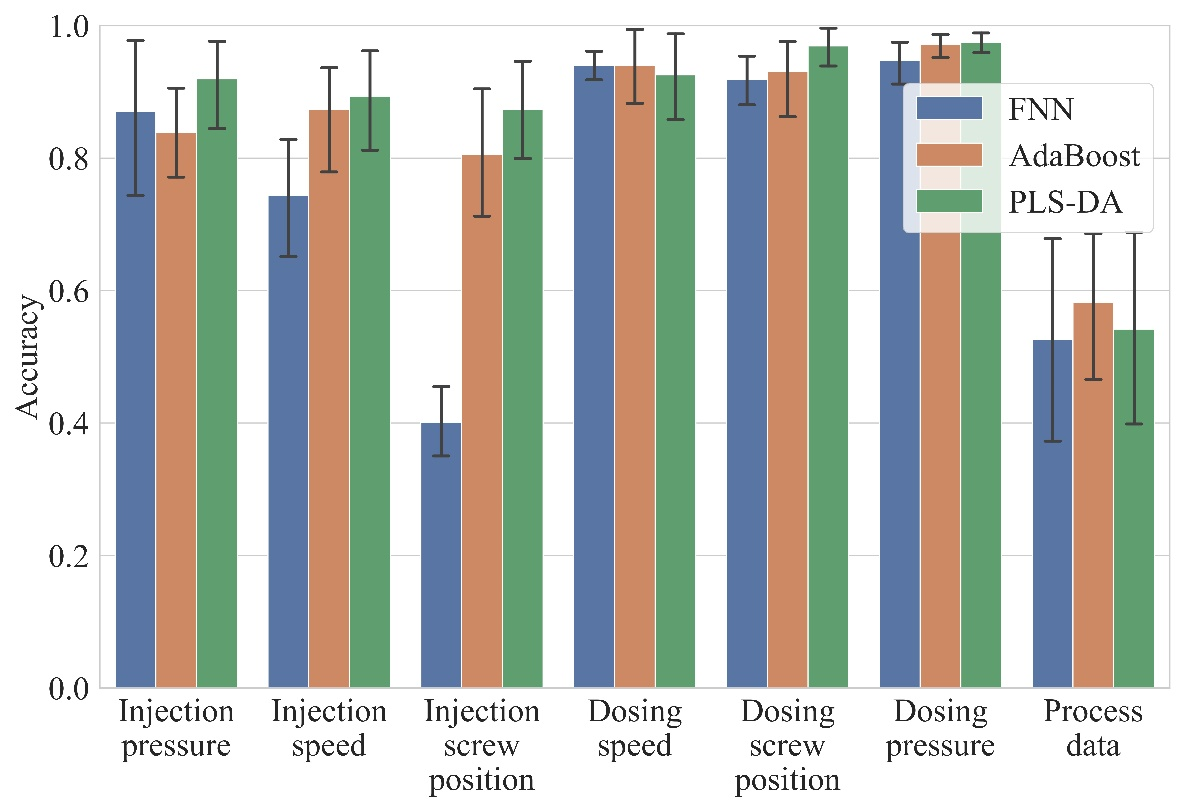 Accuracy
1.0
0.8
0.6
0.4
0.2
0.0
FNN
AdaBoost
PLS-DA
Injection
pressure
Injection
speed
Injection
screw
position
Dosing
speed
Dosing
screw
position
Dosing
pressure
Process
data